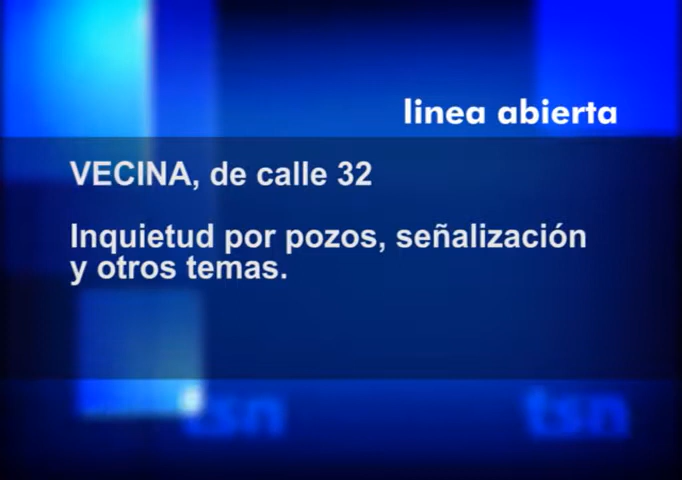 linea abierta
VECINA, de calle 32
Inquietud por pozos, señalización
y otros temas.
tsn tsn